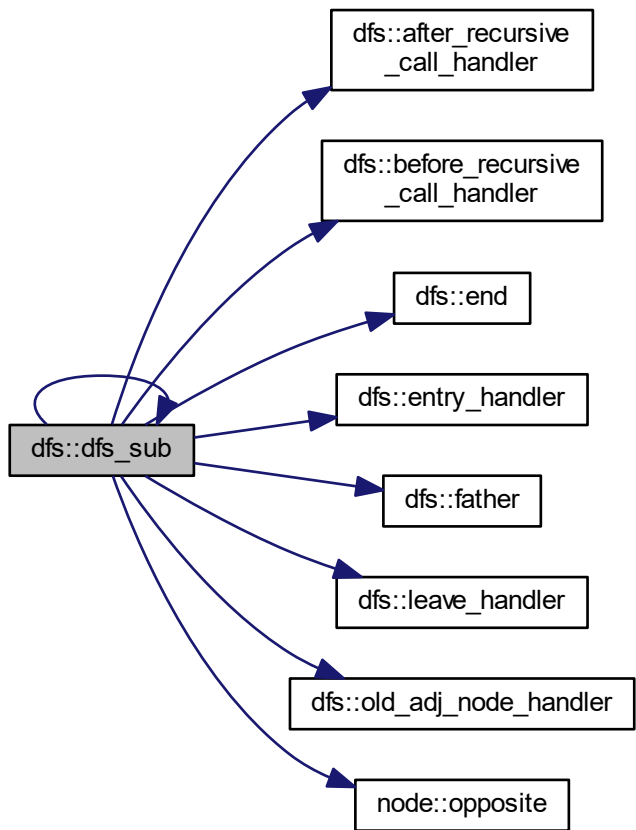 dfs::after_recursive
_call_handler
dfs::before_recursive
_call_handler
dfs::end
dfs::entry_handler
dfs::dfs_sub
dfs::father
dfs::leave_handler
dfs::old_adj_node_handler
node::opposite